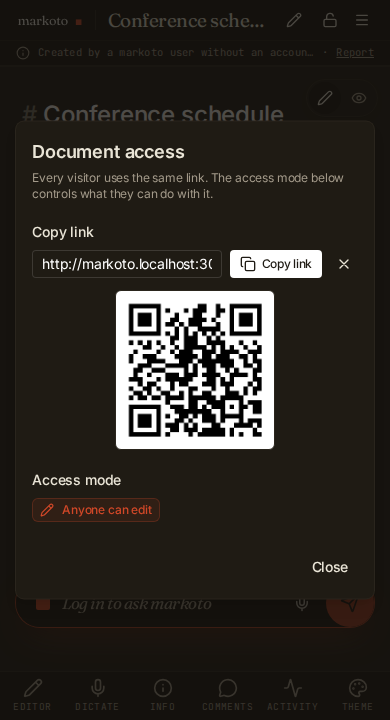 markoto
Conference sche...
Created by a markoto user without an accoun… · Report
# Conference schedule
Document access
Every visitor uses the same link. The access mode below
controls what they can do with it.
Copy link
http://markoto.localhost:30
Copy link
Access mode
Anyone can edit
Close
Log in to ask markoto
EDITOR DICTATE INFO COMMENTS ACTIVITY THEME